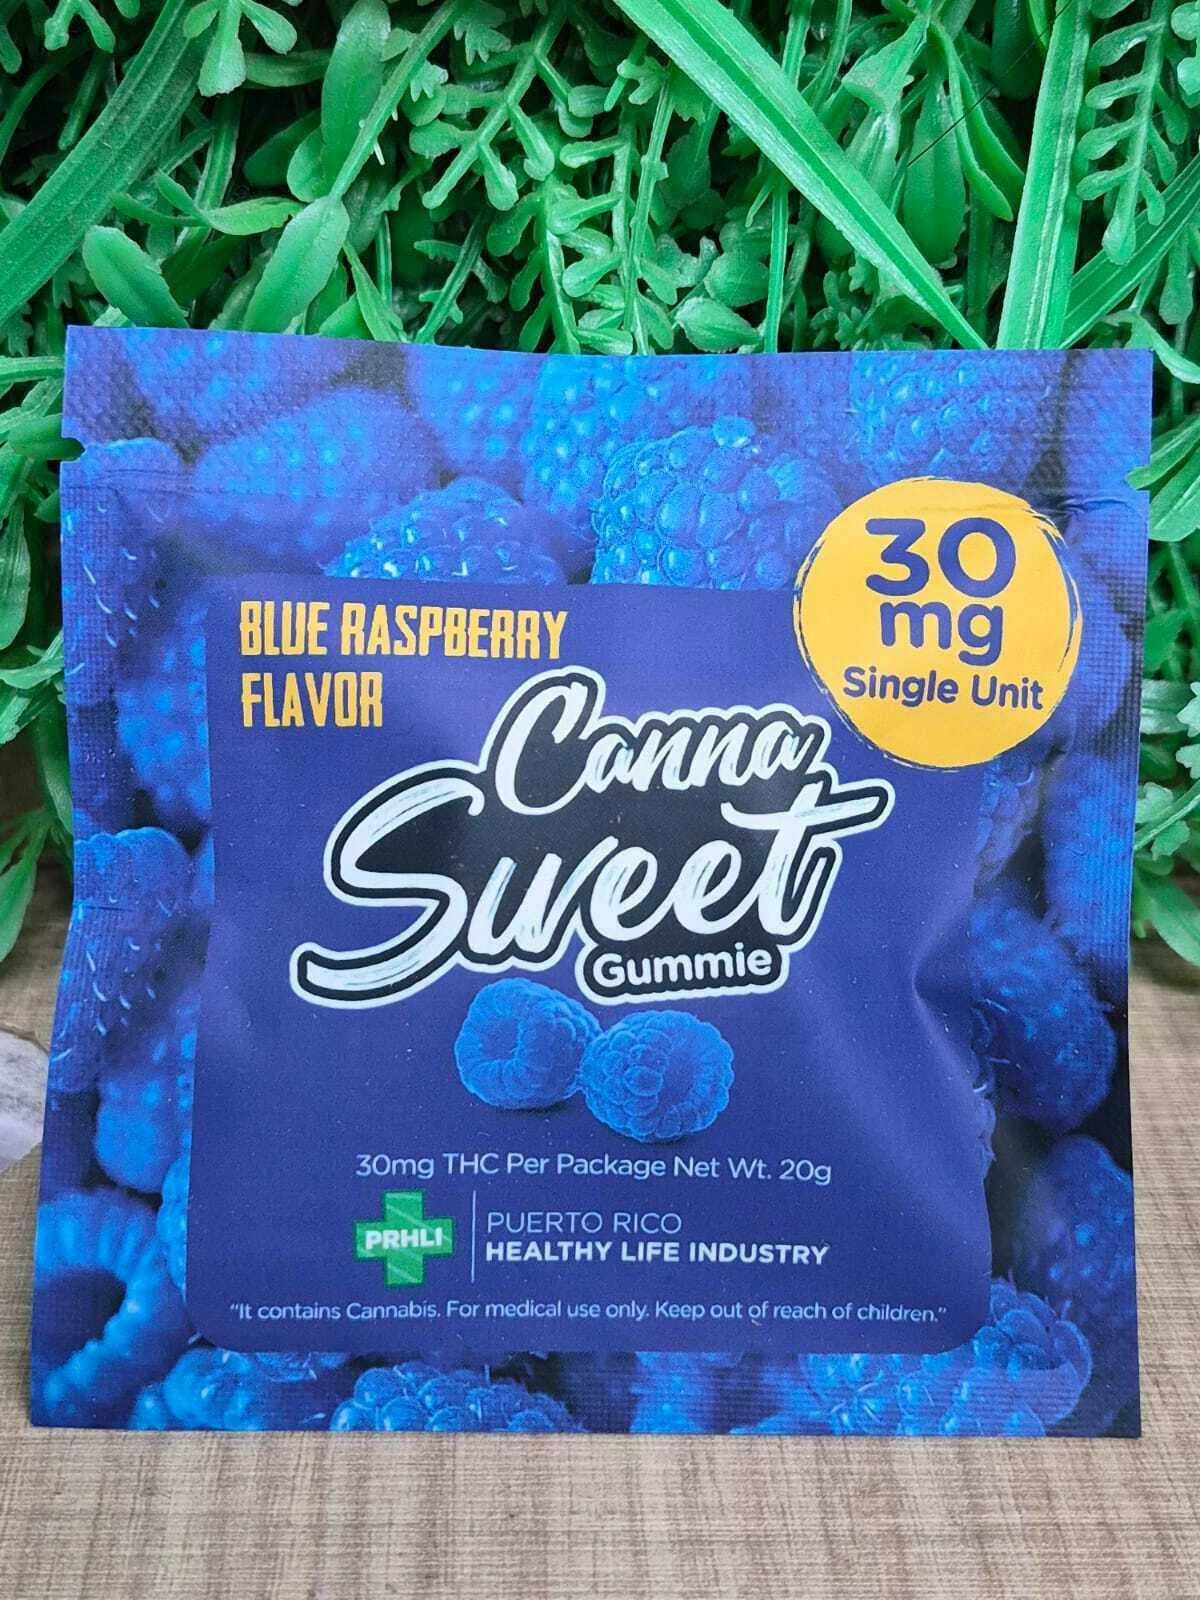 30
mg
Single Unit
BLUE RASPBERRY
FLAVOR
Canna
Sweet
Gummie
30mg THC Per Package Net Wt. 20g
PRHLI
PUERTO RICO
HEALTHY LIFE INDUSTRY
"It contains Cannabis. For medical use only. Keep out of reach of children."